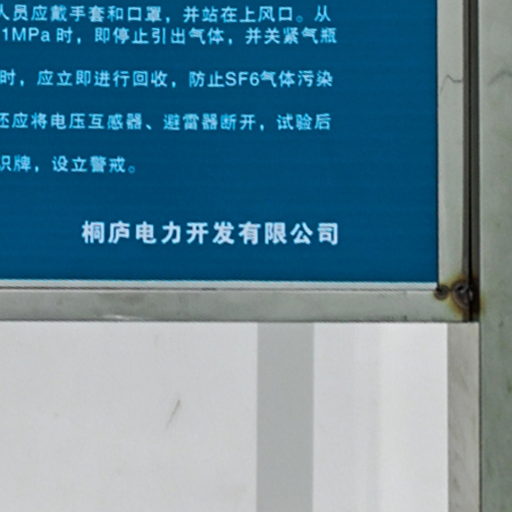 人员应戴手套和口罩，并站在上风口。从
1MPa 时，即停止引出气体，并关紧气瓶
时，应立即进行回收，防止SF6气体污染
还应将电压互感器、避雷器断开，试验后
识牌，设立警戒。
桐庐电力开发有限公司